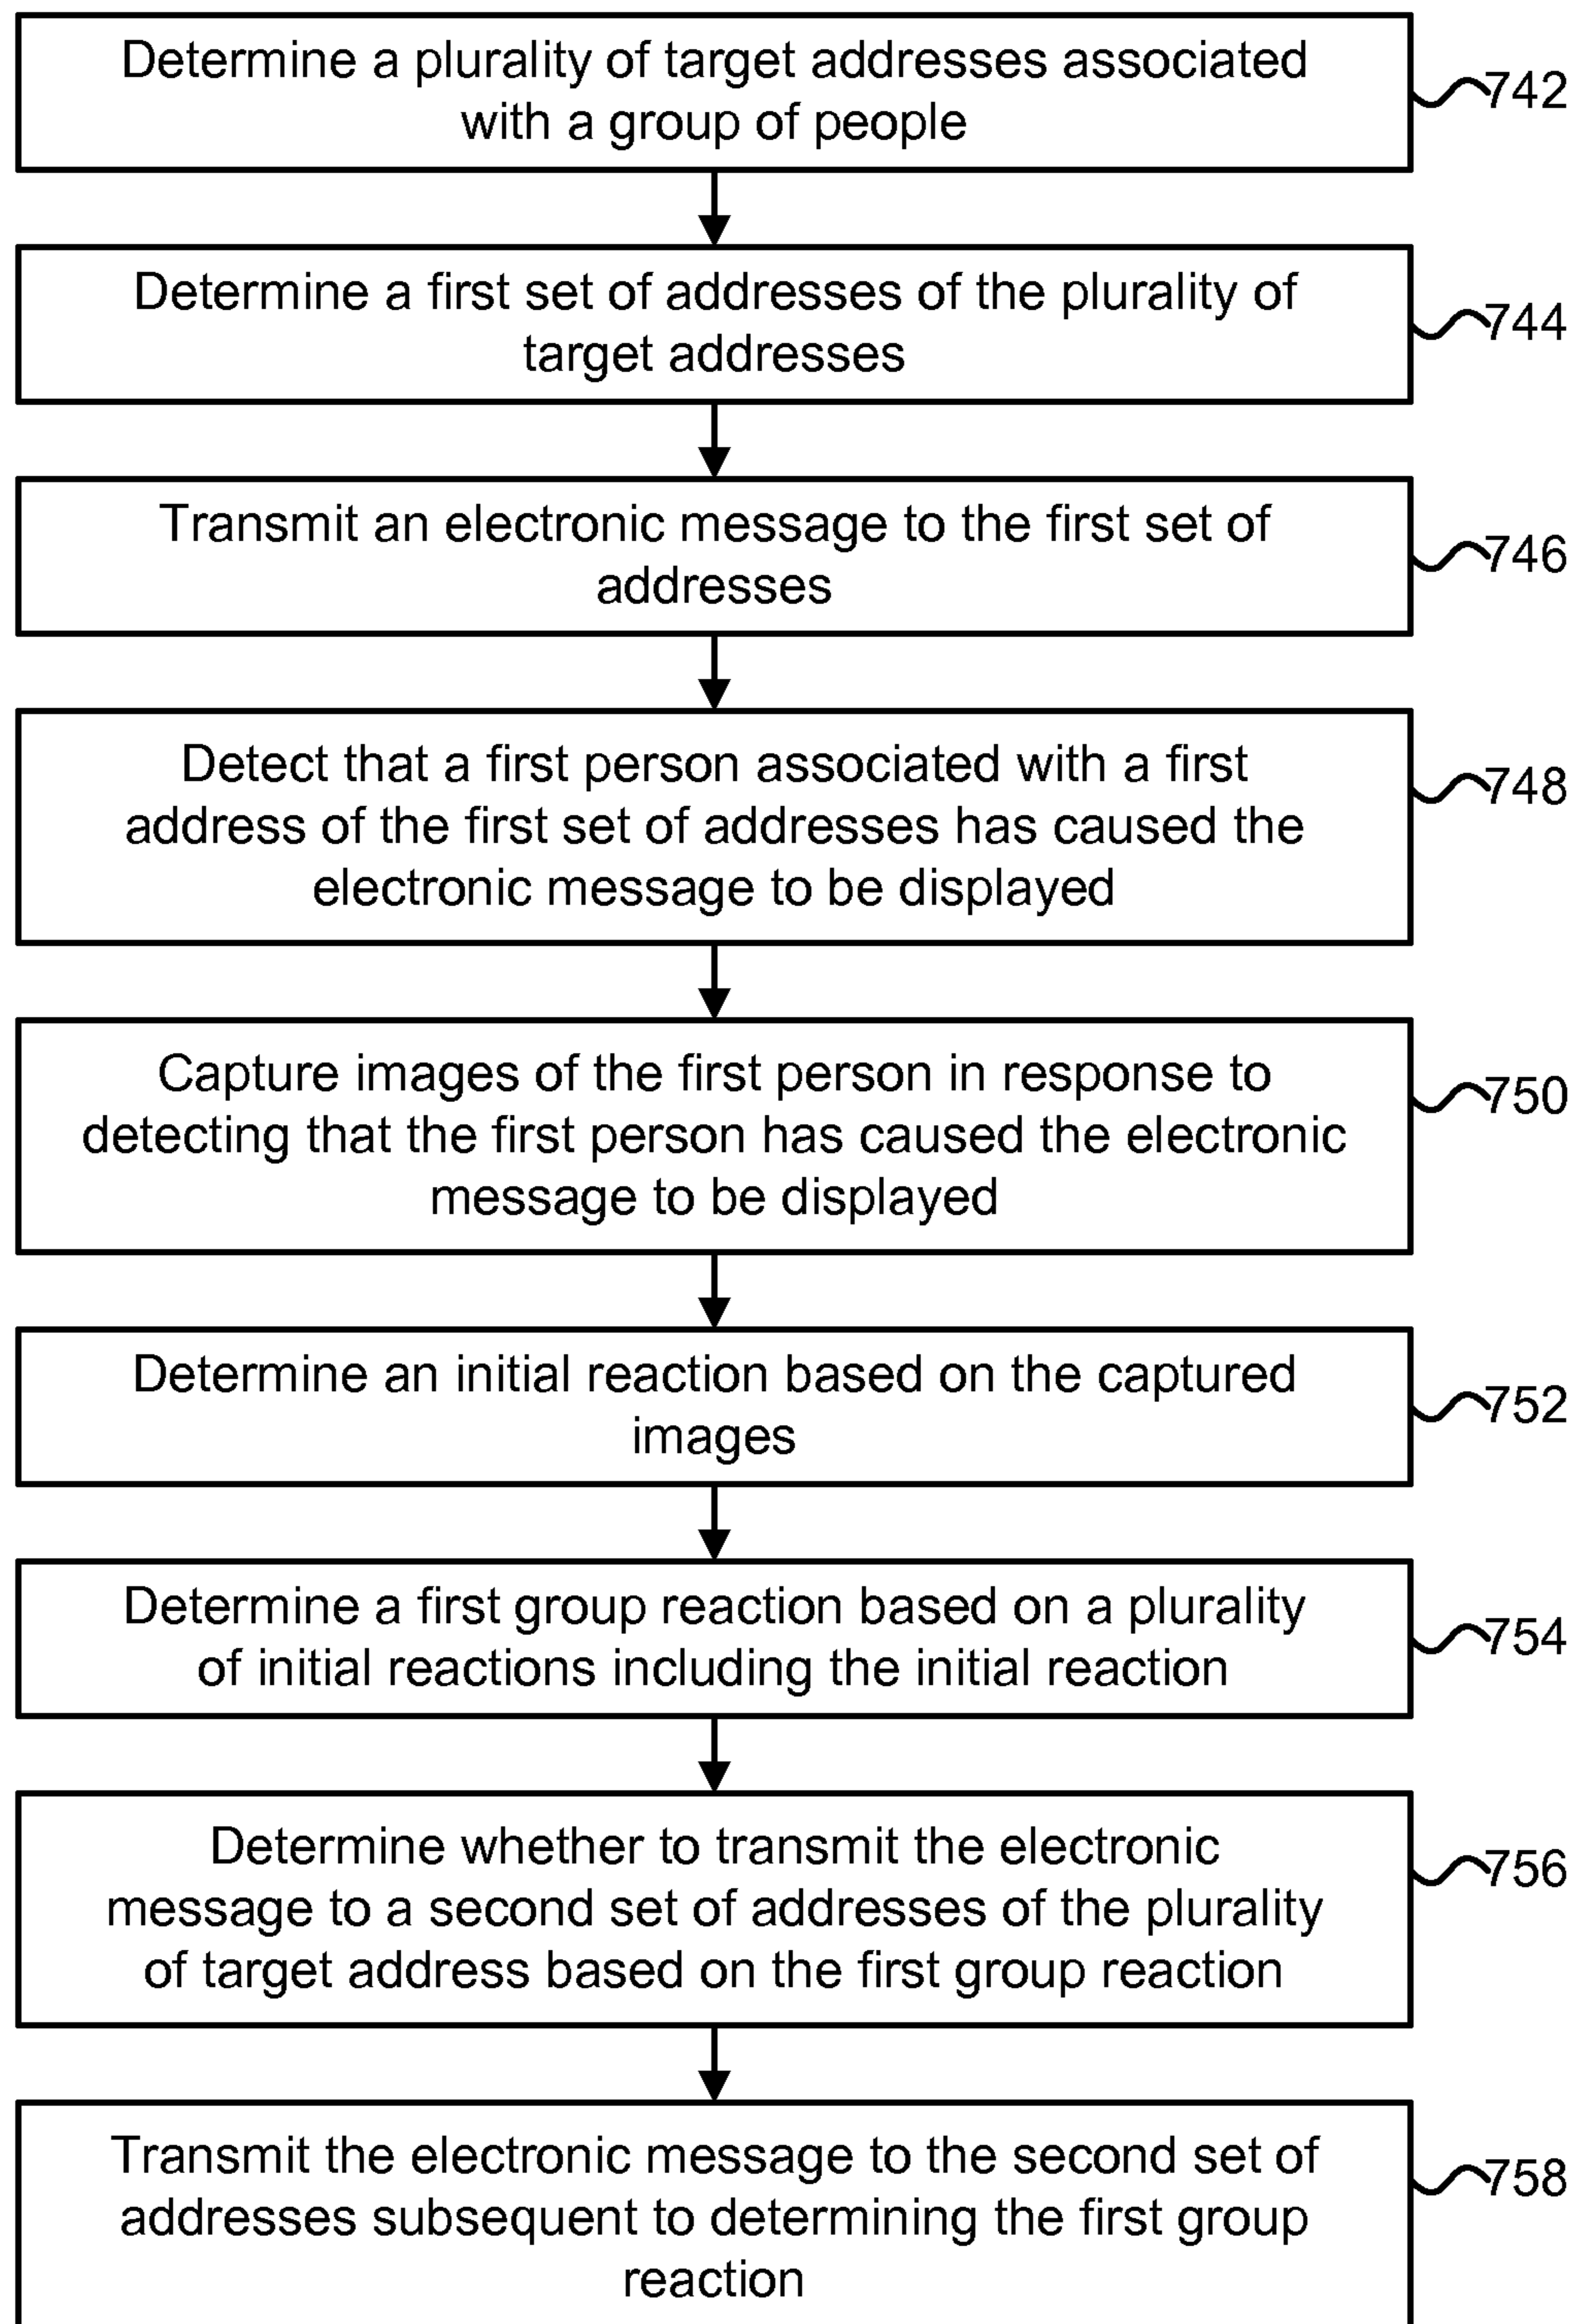 Determine a plurality of target addresses associated
with a group of people
742
Determine a first set of addresses of the plurality of
target addresses
744
Transmit an electronic message to the first set of
addresses
746
Detect that a first person associated with a first
address of the first set of addresses has caused the
electronic message to be displayed
748
Capture images of the first person in response to
detecting that the first person has caused the electronic
message to be displayed
750
Determine an initial reaction based on the captured
images
752
Determine a first group reaction based on a plurality
of initial reactions including the initial reaction
754
Determine whether to transmit the electronic
message to a second set of addresses of the plurality
of target address based on the first group reaction
756
Transmit the electronic message to the second set of
addresses subsequent to determining the first group
reaction
758